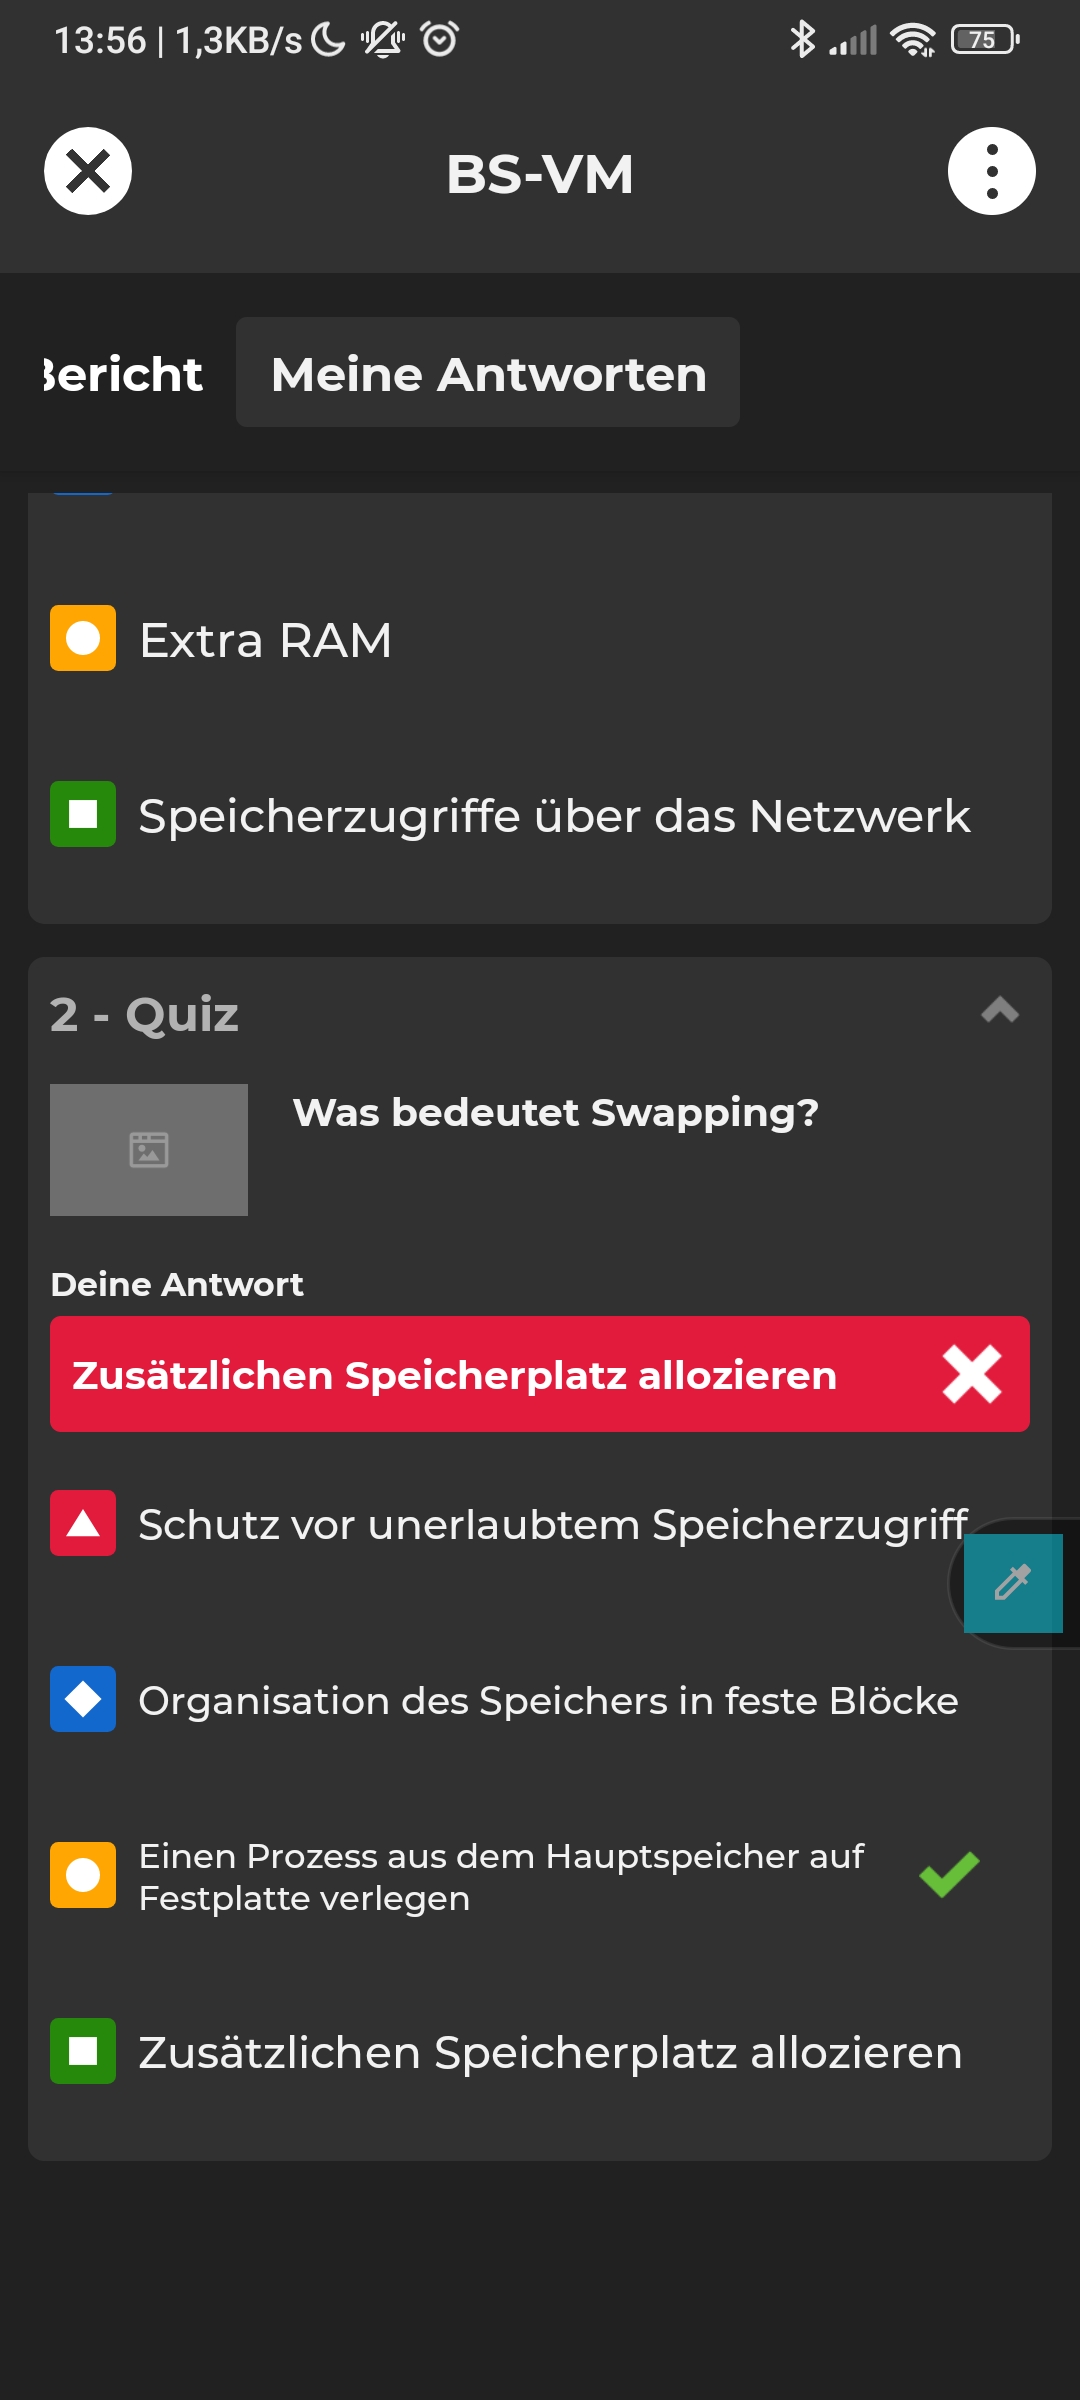 13:56 | 1,3KB/s
75
BS-VM
Bericht
Meine Antworten
Extra RAM
Speicherzugriffe über das Netzwerk
2 - Quiz
Was bedeutet Swapping?
Deine Antwort
Zusätzlichen Speicherplatz allozieren
Schutz vor unerlaubtem Speicherzugriff
Organisation des Speichers in feste Blöcke
Einen Prozess aus dem Hauptspeicher auf
Festplatte verlegen
Zusätzlichen Speicherplatz allozieren